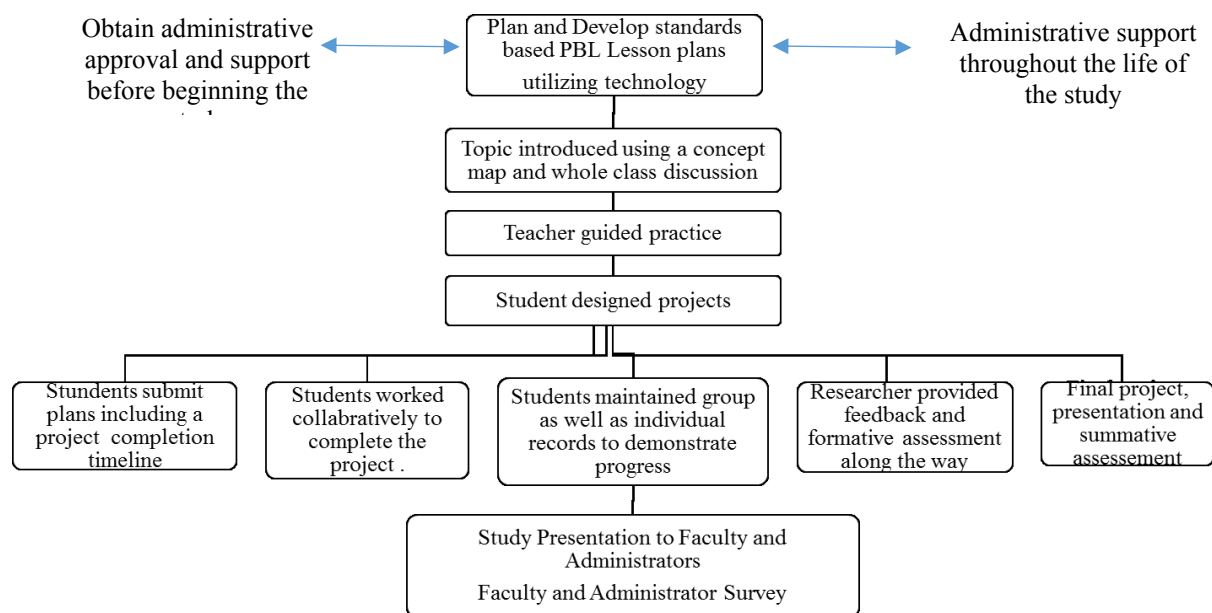 Obtain administrative
approval and support
before beginning the
Plan and Develop standards
based PBL Lesson plans
utilizing technology
Administrative support
throughout the life of
the study
Topic introduced using a concept
map and whole class discussion
Teacher guided practice
Student designed projects
Stundents submit
plans including a
project completion
timeline
Students worked
collabratively to
complete the
project .
Students maintained group
as well as individual
records to demonstrate
progress
Researcher provided
feedback and
formative assessment
along the way
Final project,
presentation and
summative
assessement
Study Presentation to Faculty and
Administrators
Faculty and Administrator Survey